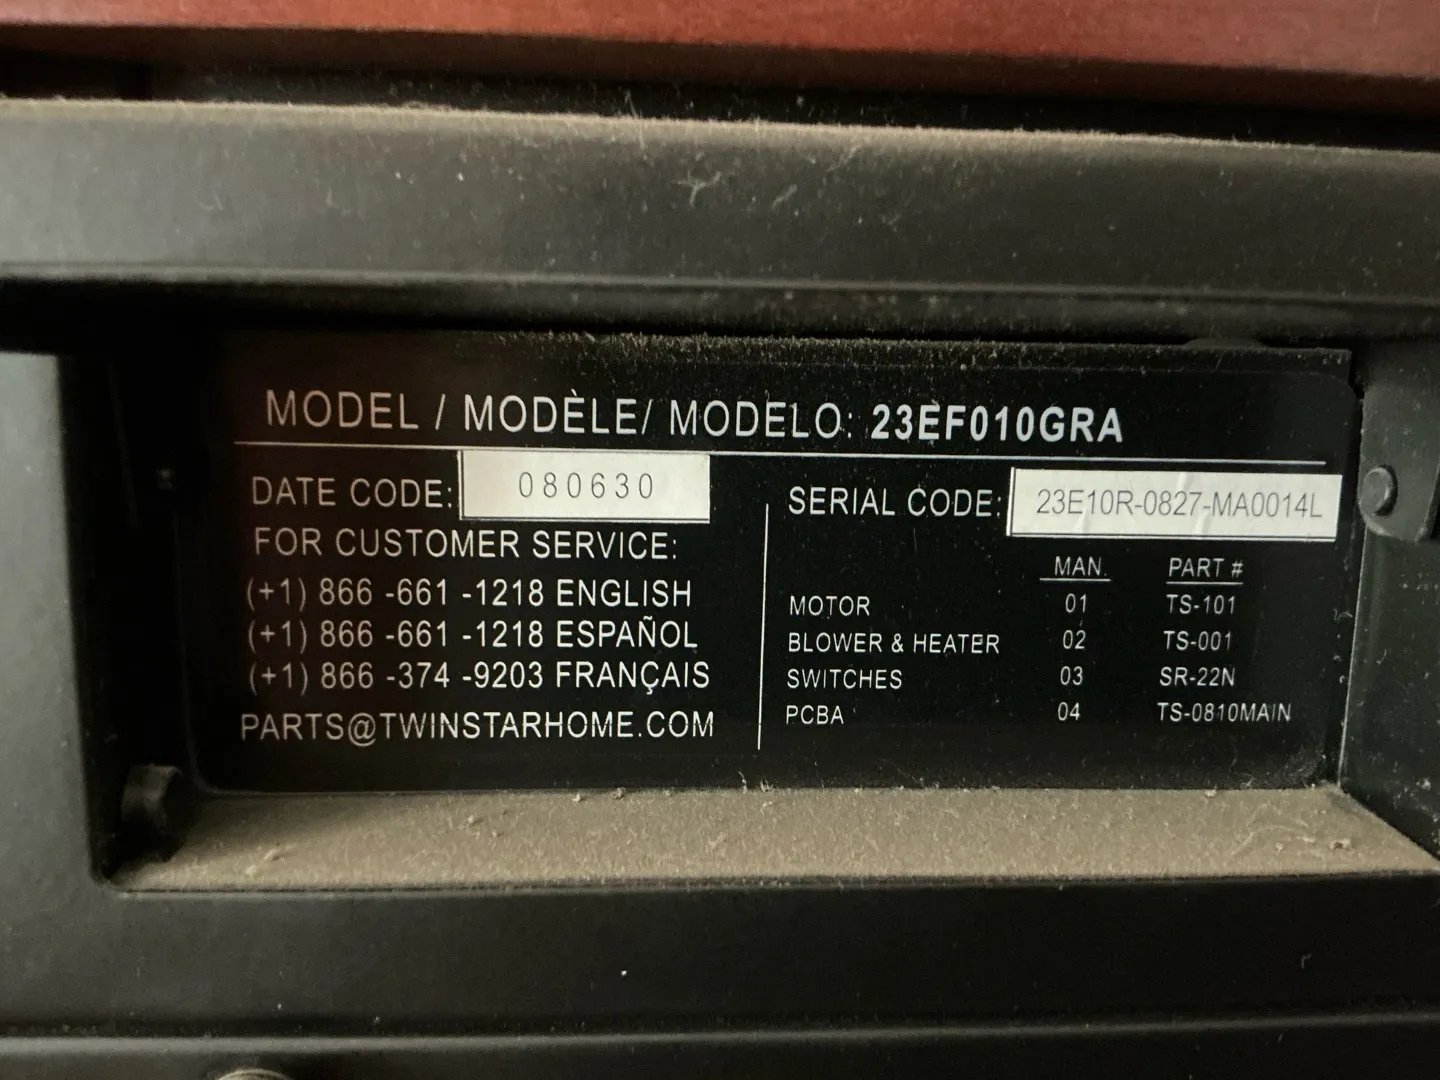 MODEL / MODÈLE/ MODELO: 23EF010GRA
DATE CODE: 080630
FOR CUSTOMER SERVICE:
(+1) 866 -661 -1218 ENGLISH
(+1) 866 -661 -1218 ESPAÑOL
(+1) 866 -374 -9203 FRANÇAIS
PARTS@TWINSTARHOME.COM
SERIAL CODE: 23E10R-0827-MA0014L
MAN. PART #
MOTOR 01 TS-101
BLOWER & HEATER 02 TS-001
SWITCHES 03 SR-22N
PCBA 04 TS-0810MAIN